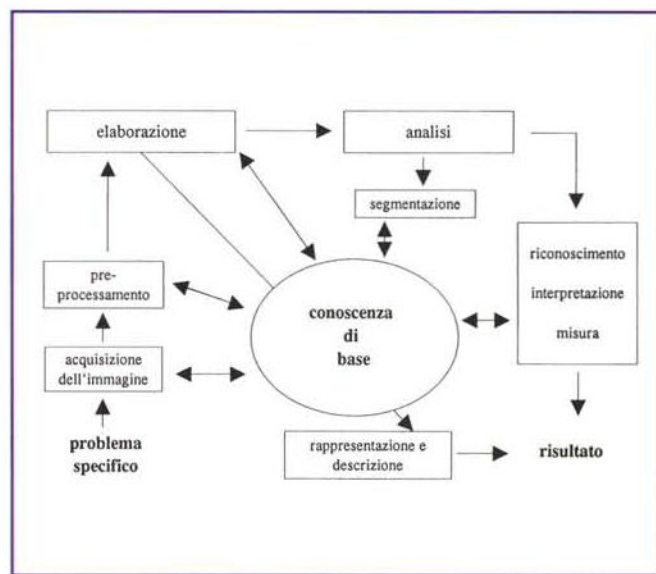 elaborazione
analisi
segmentazione
pre-
processamento
riconoscimento
interpretazione
misura
conoscenza
di
base
acquisizione
dell'immagine
problema
specifico
rappresentazione e
descrizione
risultato